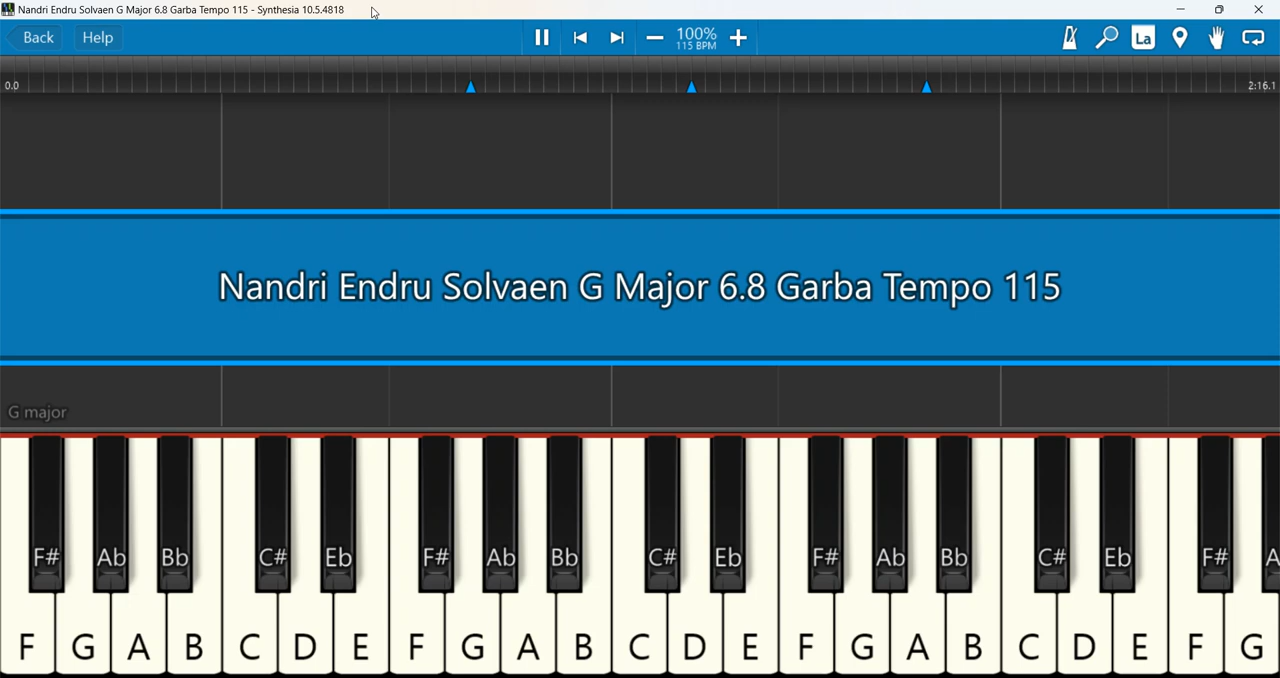 Nandri Endru Solvaen G Major 6.8 Garba Tempo 115 - Synthesia 10.5.4818
Back Help 100% La
115 BPM
0.0 2:16.1
Nandri Endru Solvaen G Major 6.8 Garba Tempo 115
G major
F# Ab Bb C# Eb F# Ab Bb C# Eb F# Ab Bb C# Eb F# A
F G A B C D E F G A B C D E F G A B C D E F G